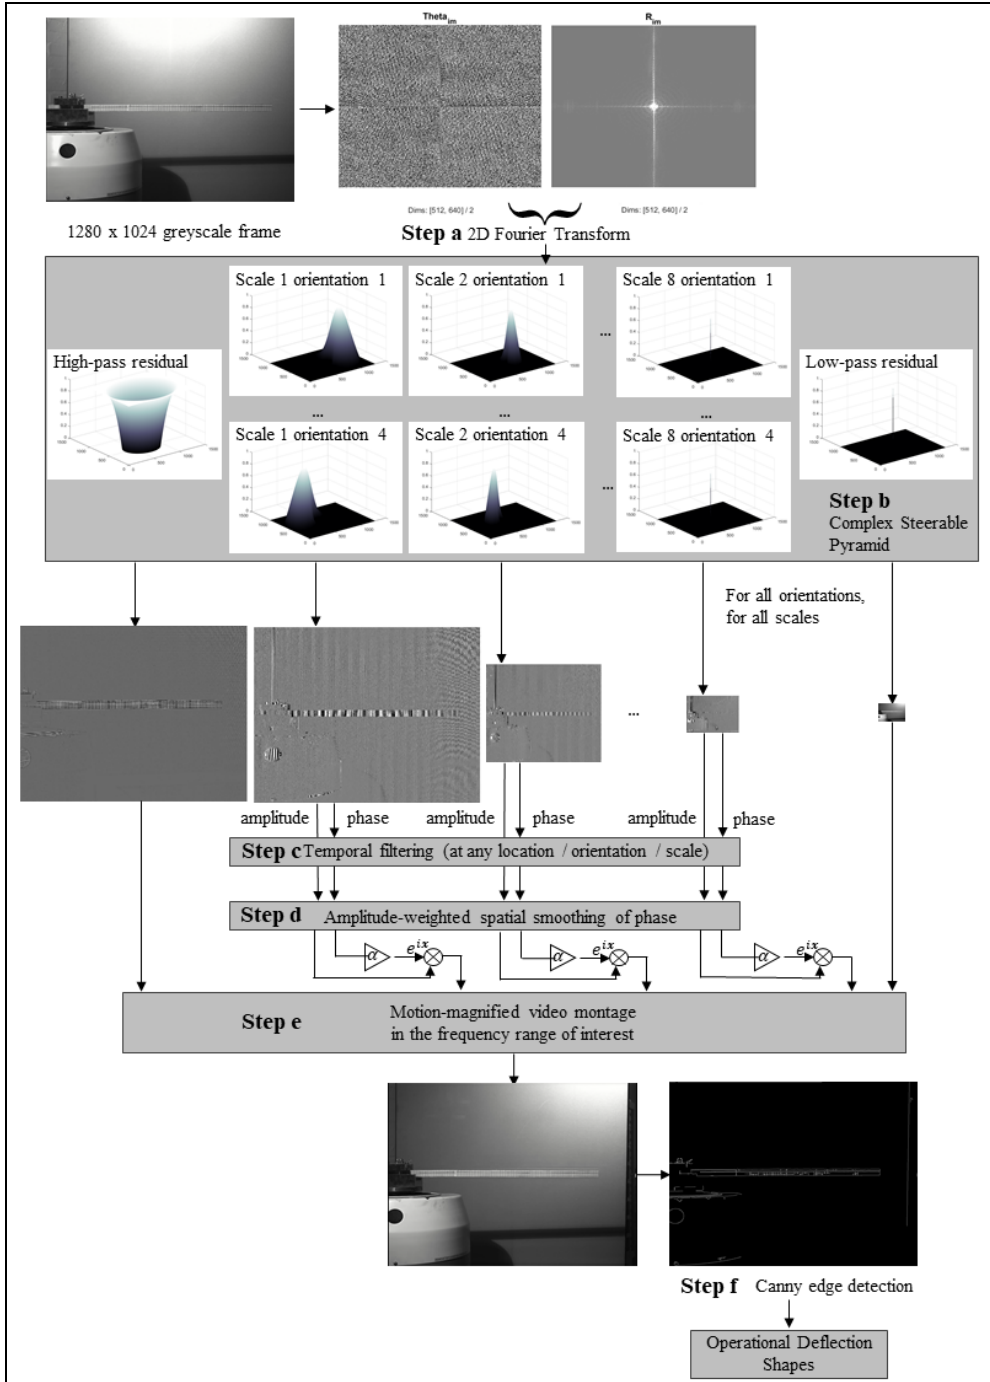 Theta_im
R_im
Dims: [512, 640] / 2
Dims: [512, 640] / 2
1280 x 1024 greyscale frame
Step a 2D Fourier Transform
Scale 1 orientation 1
Scale 2 orientation 1
...
Scale 8 orientation 1
High-pass residual
Low-pass residual
...
...
...
Scale 1 orientation 4
Scale 2 orientation 4
...
Scale 8 orientation 4
Step b
Complex Steerable
Pyramid
For all orientations,
for all scales
...
amplitude
phase
amplitude
phase
amplitude
phase
Step c Temporal filtering (at any location / orientation / scale)
Step d Amplitude-weighted spatial smoothing of phase
α
e^{ix}
α
e^{ix}
α
e^{ix}
Step e
Motion-magnified video montage
in the frequency range of interest
Step f Canny edge detection
Operational Deflection
Shapes